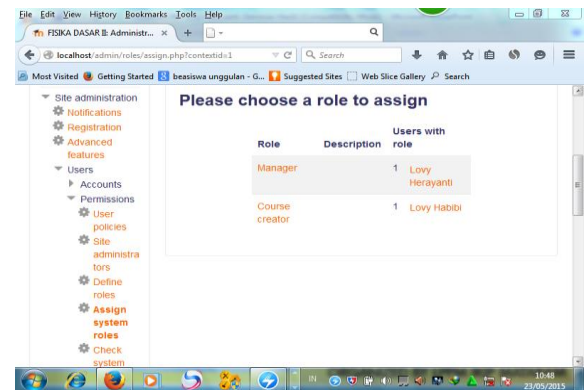 File Edit View History Bookmarks Tools Help
FISIKA DASAR II: Administr... × +
localhost/admin/roles/assign.php?contestid=1
Search
Most Visited Getting Started beasiswa unggulan - G... Suggested Sites Web Slice Gallery Search
Site administration
Notifications
Registration
Advanced
features
Users
Accounts
Permissions
User
policies
Site
administra
tors
Define
roles
Assign
system
roles
Check
system
Please choose a role to assign
Role Description Users with
role
Manager 1 Lovy
Herayanti
Course
creator 1 Lovy Habibi
IN
10:48
23/05/2015